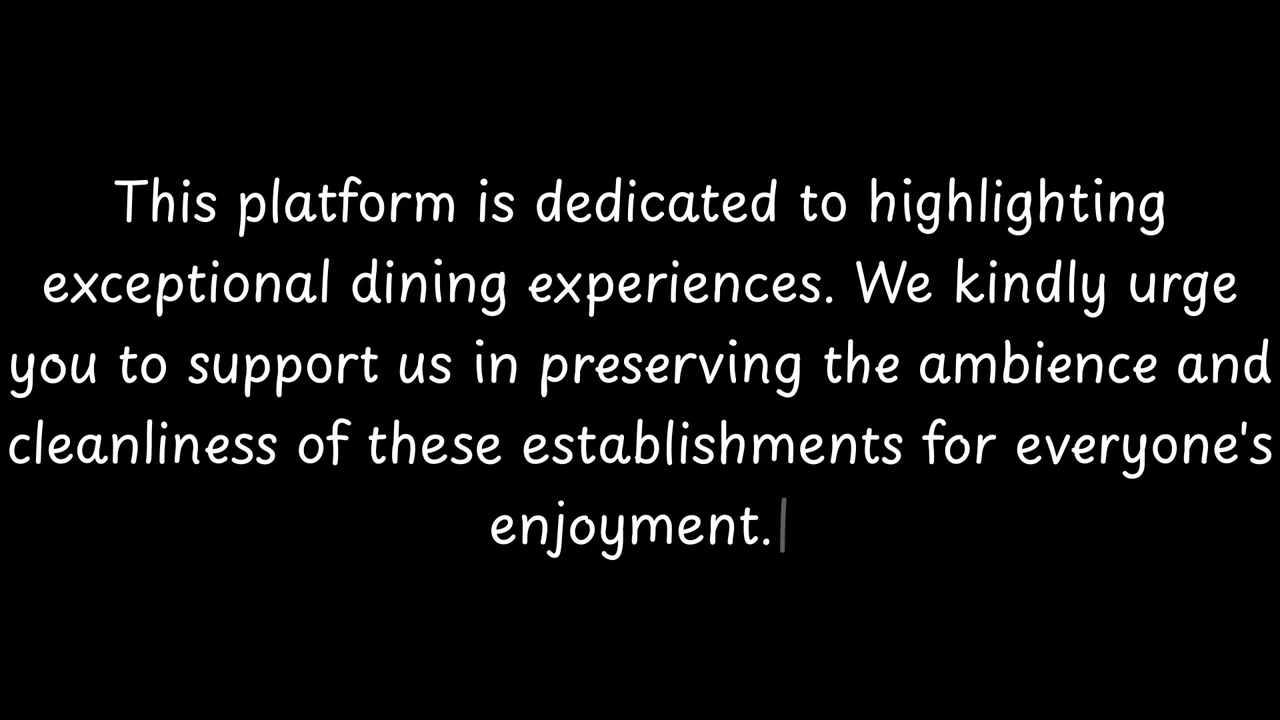 This platform is dedicated to highlighting
exceptional dining experiences. We kindly urge
you to support us in preserving the ambience and
cleanliness of these establishments for everyone's
enjoyment.